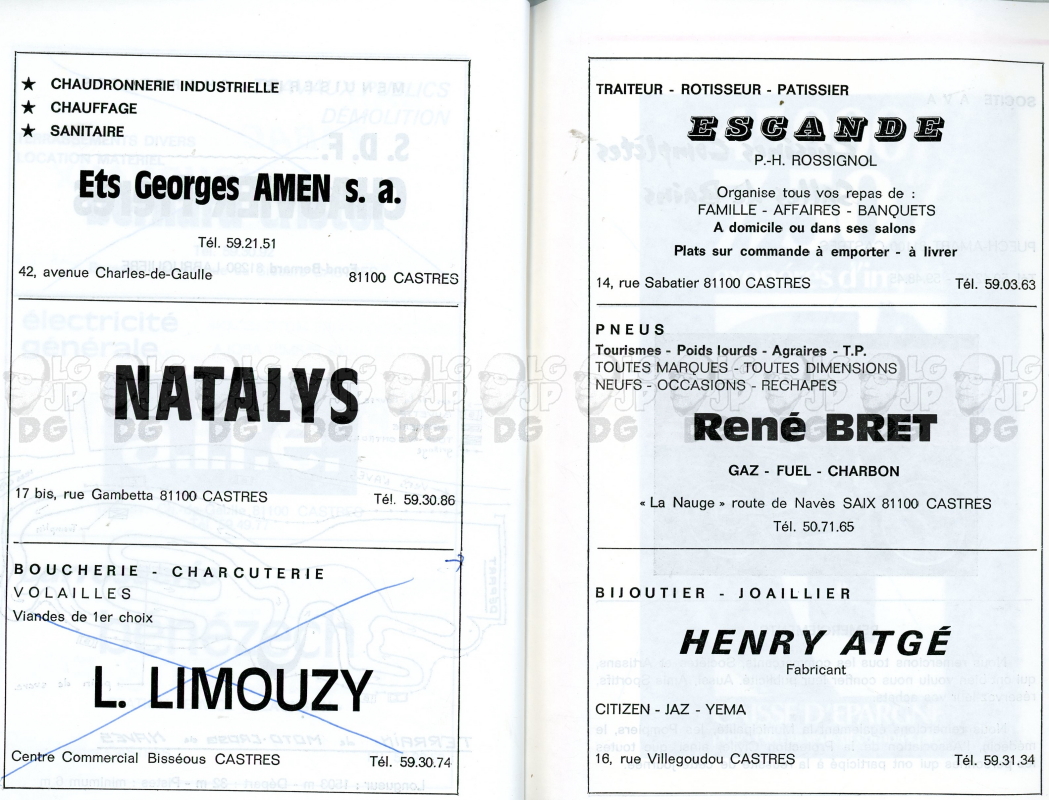 ★ CHAUDRONNERIE INDUSTRIELLE
★ CHAUFFAGE
★ SANITAIRE
Ets Georges AMEN s. a.
Tél. 59.21.51
42, avenue Charles-de-Gaulle 81100 CASTRES
NATALYS
17 bis, rue Gambetta 81100 CASTRES Tél. 59.30.86
BOUCHERIE - CHARCUTERIE
VOLAILLES
Viandes de 1er choix
L. LIMOUZY
Centre Commercial Bisséous CASTRES Tél. 59.30.74
TRAITEUR - ROTISSEUR - PATISSIER
ESCANDE
P.-H. ROSSIGNOL
Organise tous vos repas de :
FAMILLE - AFFAIRES - BANQUETS
A domicile ou dans ses salons
Plats sur commande à emporter - à livrer
14, rue Sabatier 81100 CASTRES Tél. 59.03.63
PNEUS
Tourismes - Poids lourds - Agraires - T.P.
TOUTES MARQUES - TOUTES DIMENSIONS
NEUFS - OCCASIONS - RECHAPES
René BRET
GAZ - FUEL - CHARBON
« La Nauge » route de Navès SAIX 81100 CASTRES
Tél. 50.71.65
BIJOUTIER - JOAILLIER
HENRY ATGÉ
Fabricant
CITIZEN - JAZ - YEMA
16, rue Villegoudou CASTRES Tél. 59.31.34
LG JP DG